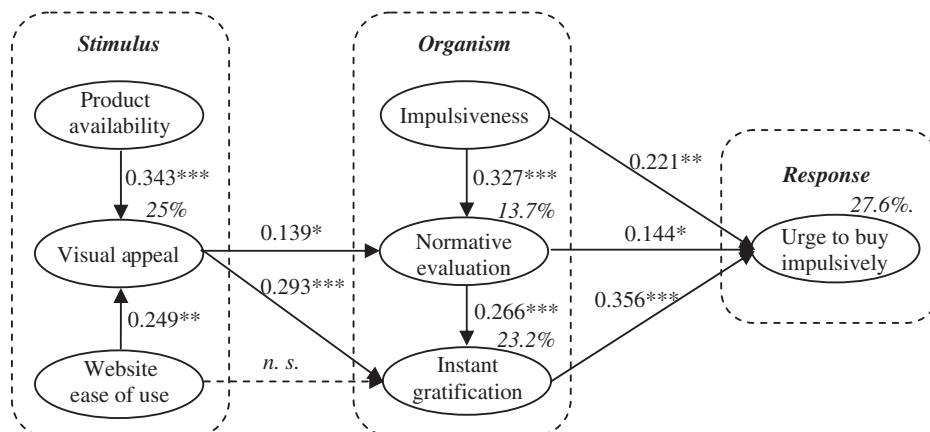 Stimulus
Product
availability
0.343***
25%
Visual appeal
0.249**
Website
ease of use
0.139*
0.293***
n. s.
Organism
Impulsiveness
0.327***
13.7%
Normative
evaluation
0.266***
23.2%
Instant
gratification
0.221**
0.144*
0.356***
Response
27.6%.
Urge to buy
impulsively